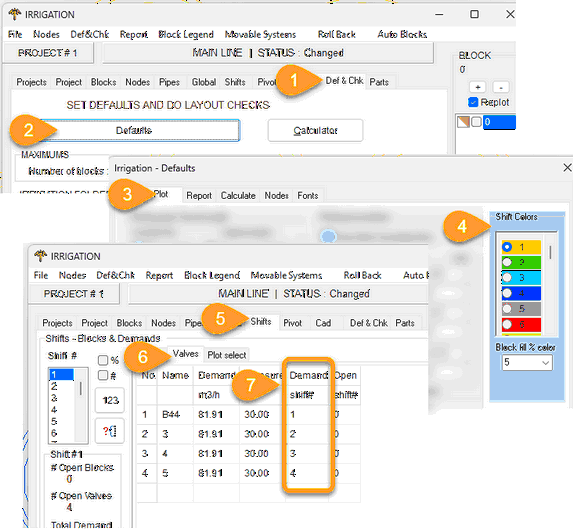 IRRIGATION
File Nodes Def&Chk Report Block Legend Movable Systems Roll Back Auto Blocks
PROJECT # 1 MAIN LINE | STATUS : Changed
BLOCK
0
+ -
Replot
0
Projects Project Blocks Nodes Pipes Global Shifts Pivot 1 Def & Chk Parts
SET DEFAULTS AND DO LAYOUT CHECKS
2 Defaults Calculator
MAXIMUMS
Number of blocks :
Irrigation - Defaults
3 Plot Report Calculate Nodes Fonts
4 Shift Colors
1
2
3
4
5
6
Block fill % color
5
IRRIGATION
File Nodes Def&Chk Report Block Legend Movable Systems Roll Back Auto
PROJECT # 1 MAIN LINE | STATUS : Changed
Projects Project Blocks Nodes 5 Shifts Pivot Cad Def & Chk Parts
Shifts - Blocks & Demands
Shift #
1
2
3
4
5
6
%
#
123
?{}
6 Valves Plot select
7
No. Name Demand Demand Open
m3/h shift# shift#
1 B44 81.91 30.00 1 0
2 3 81.91 30.00 2 0
3 4 81.91 30.00 3 0
4 5 81.91 30.00 4 0
Shift #1
# Open Blocks
0
# Open Valves
4
Total Demand